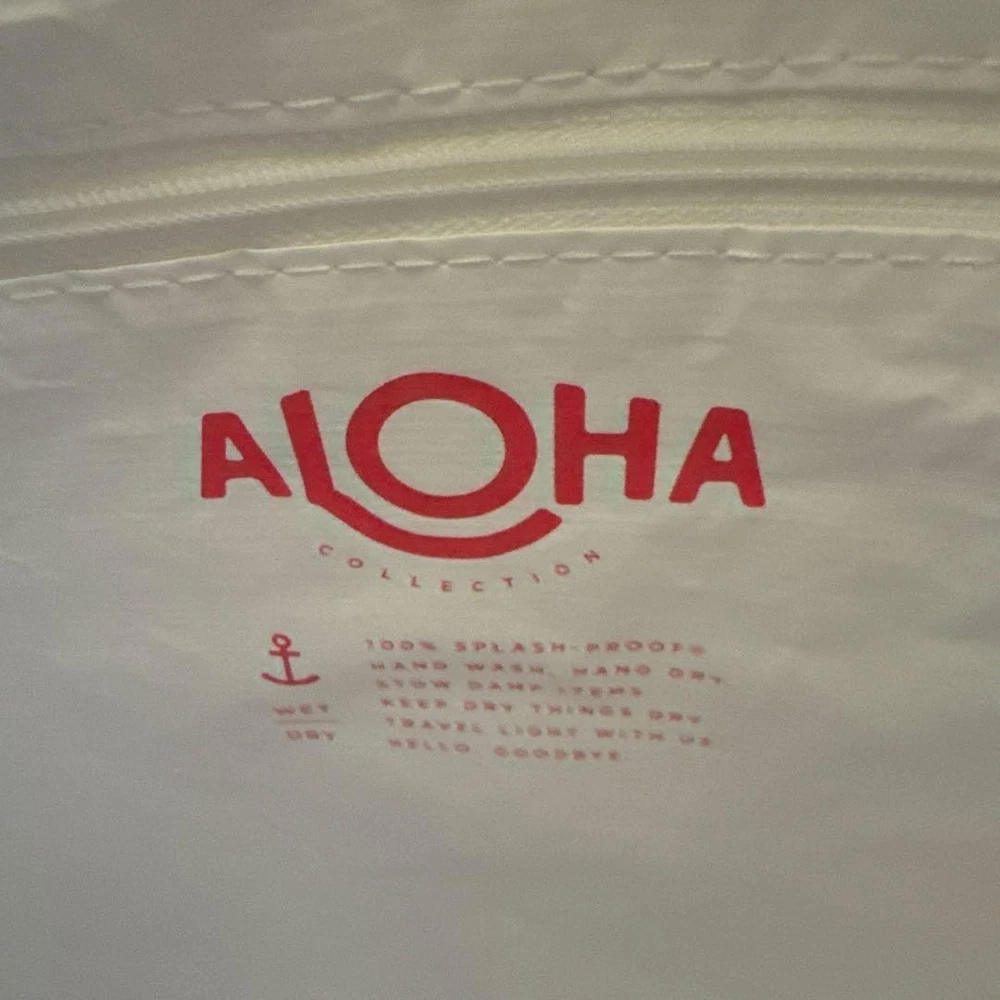 ALOHA
COLLECTION
100% SPLASH-PROOF®
HAND WASH, HANG DRY
STOW DAMP ITEMS
KEEP DRY THINGS DRY
TRAVEL LIGHT WITH US
HELLO, GOODBYE
WET
DRY